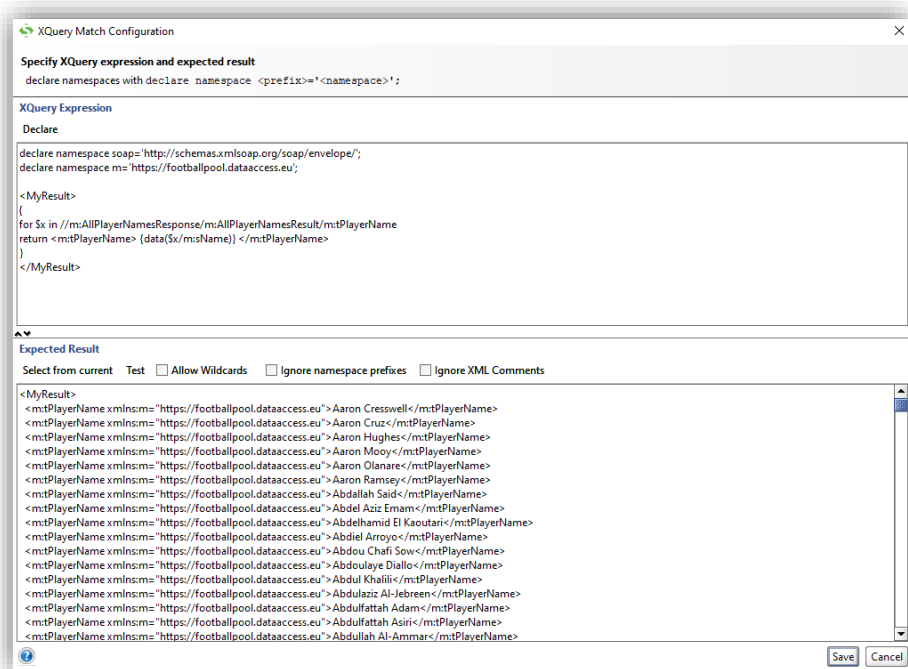 XQuery Match Configuration
Specify XQuery expression and expected result
declare namespaces with declare namespace <prefix>='<namespace>';
XQuery Expression
Declare
declare namespace soap='http://schemas.xmlsoap.org/soap/envelope/';
declare namespace m='https://footballpool.dataaccess.eu';
<MyResult>
{
for $x in //m:AllPlayerNamesResponse/m:AllPlayerNamesResult/m:tPlayerName
return <m:tPlayerName> {data($x/m:sName)} </m:tPlayerName>
}
</MyResult>
Expected Result
Select from current Test Allow Wildcards Ignore namespace prefixes Ignore XML Comments
<MyResult>
<m:tPlayerName xmlns:m="https://footballpool.dataaccess.eu">Aaron Cresswell</m:tPlayerName>
<m:tPlayerName xmlns:m="https://footballpool.dataaccess.eu">Aaron Cruz</m:tPlayerName>
<m:tPlayerName xmlns:m="https://footballpool.dataaccess.eu">Aaron Hughes</m:tPlayerName>
<m:tPlayerName xmlns:m="https://footballpool.dataaccess.eu">Aaron Mooy</m:tPlayerName>
<m:tPlayerName xmlns:m="https://footballpool.dataaccess.eu">Aaron Olanare</m:tPlayerName>
<m:tPlayerName xmlns:m="https://footballpool.dataaccess.eu">Aaron Ramsey</m:tPlayerName>
<m:tPlayerName xmlns:m="https://footballpool.dataaccess.eu">Abdallah Said</m:tPlayerName>
<m:tPlayerName xmlns:m="https://footballpool.dataaccess.eu">Abdel Aziz Emam</m:tPlayerName>
<m:tPlayerName xmlns:m="https://footballpool.dataaccess.eu">Abdelhamid El Kaoutari</m:tPlayerName>
<m:tPlayerName xmlns:m="https://footballpool.dataaccess.eu">Abdiel Arroyo</m:tPlayerName>
<m:tPlayerName xmlns:m="https://footballpool.dataaccess.eu">Abdou Chafi Sow</m:tPlayerName>
<m:tPlayerName xmlns:m="https://footballpool.dataaccess.eu">Abdoulaye Diallo</m:tPlayerName>
<m:tPlayerName xmlns:m="https://footballpool.dataaccess.eu">Abdul Khalili</m:tPlayerName>
<m:tPlayerName xmlns:m="https://footballpool.dataaccess.eu">Abdulaziz Al-Jebreen</m:tPlayerName>
<m:tPlayerName xmlns:m="https://footballpool.dataaccess.eu">Abdulfattah Adam</m:tPlayerName>
<m:tPlayerName xmlns:m="https://footballpool.dataaccess.eu">Abdulfattah Asiri</m:tPlayerName>
<m:tPlayerName xmlns:m="https://footballpool.dataaccess.eu">Abdullah Al-Ammar</m:tPlayerName>
? Save Cancel